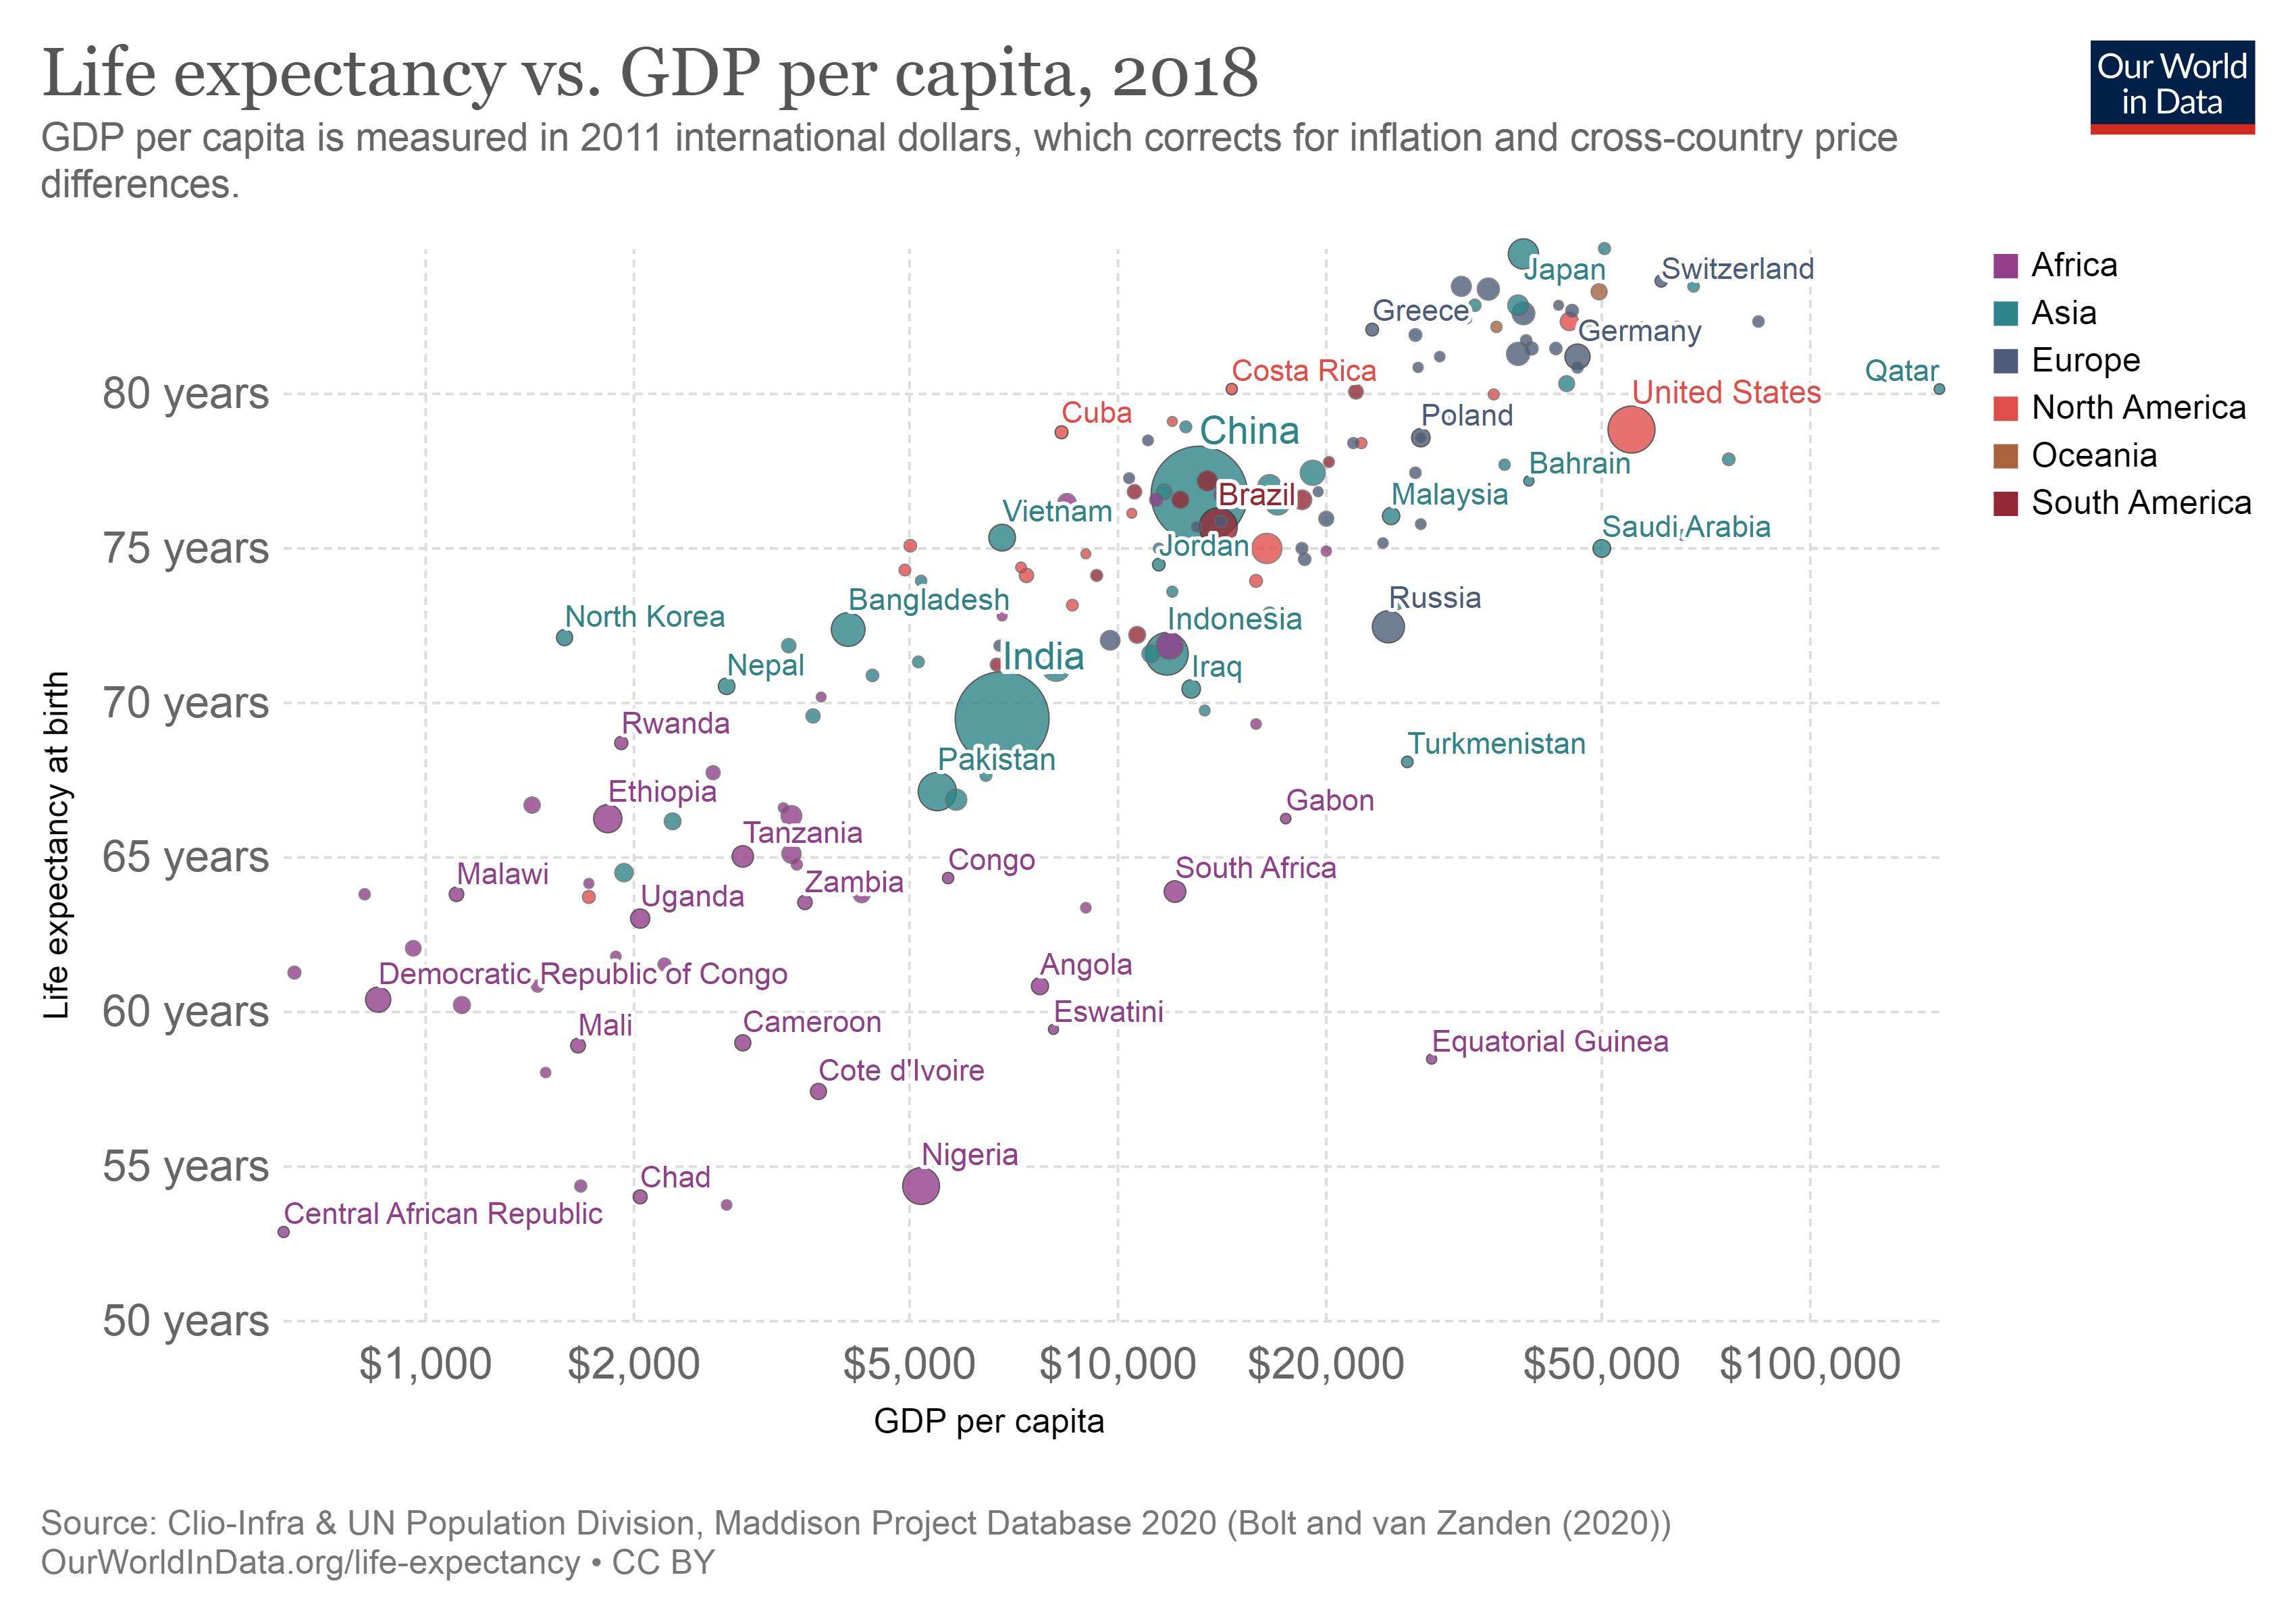 Life expectancy vs. GDP per capita, 2018
GDP per capita is measured in 2011 international dollars, which corrects for inflation and cross-country price
differences.
Our World
in Data
Africa
Asia
Europe
North America
Oceania
South America
Life expectancy at birth
80 years
75 years
70 years
65 years
60 years
55 years
50 years
Japan
Switzerland
Greece
Germany
Costa Rica
Qatar
United States
Cuba
Poland
China
Bahrain
Brazil
Malaysia
Vietnam
Saudi Arabia
Jordan
Bangladesh
Russia
North Korea
Indonesia
India
Nepal
Iraq
Rwanda
Turkmenistan
Pakistan
Ethiopia
Gabon
Tanzania
Congo
South Africa
Malawi
Zambia
Uganda
Angola
Democratic Republic of Congo
Eswatini
Mali
Cameroon
Equatorial Guinea
Cote d'Ivoire
Nigeria
Chad
Central African Republic
$1,000
$2,000
$5,000
$10,000
$20,000
$50,000
$100,000
GDP per capita
Source: Clio-Infra & UN Population Division, Maddison Project Database 2020 (Bolt and van Zanden (2020))
OurWorldInData.org/life-expectancy • CC BY